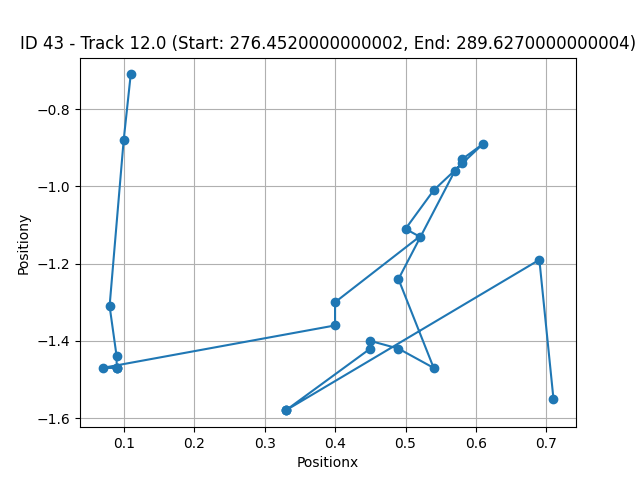 ID 43 - Track 12.0 (Start: 276.4520000000002, End: 289.6270000000004)
−0.8
−1.0
−1.2
−1.4
−1.6
Positiony
0.1 0.2 0.3 0.4 0.5 0.6 0.7
Positionx